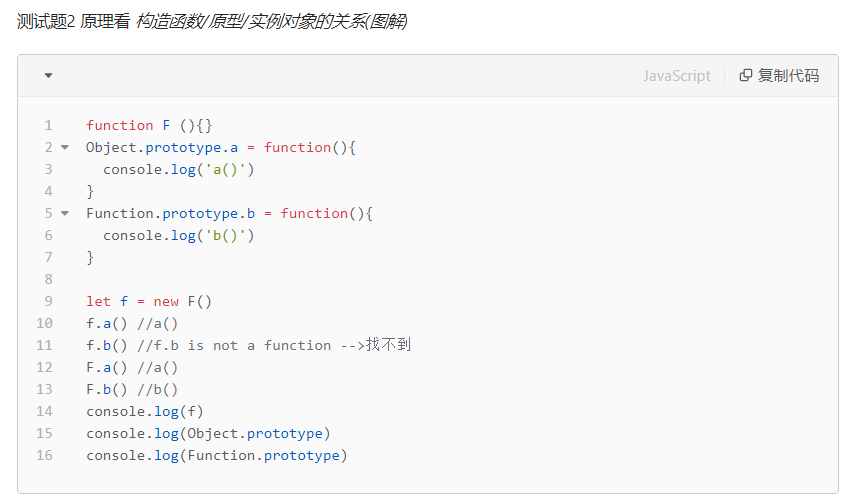 测试题2 原理看 构造函数/原型/实例对象的关系(图解)
JavaScript 复制代码
1 function F (){}
2 Object.prototype.a = function(){
3   console.log('a()')
4 }
5 Function.prototype.b = function(){
6   console.log('b()')
7 }
8
9 let f = new F()
10 f.a() //a()
11 f.b() //f.b is not a function -->找不到
12 F.a() //a()
13 F.b() //b()
14 console.log(f)
15 console.log(Object.prototype)
16 console.log(Function.prototype)